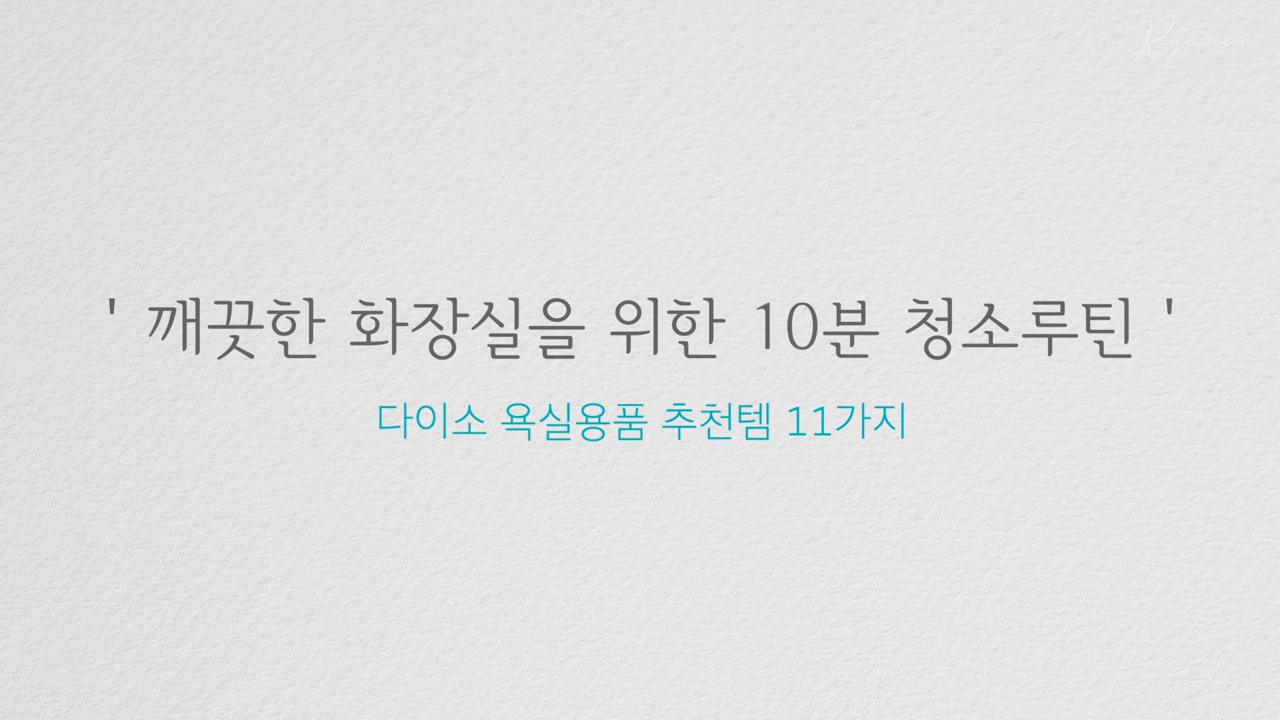 ' 깨끗한 화장실을 위한 10분 청소루틴 '
다이소 욕실용품 추천템 11가지